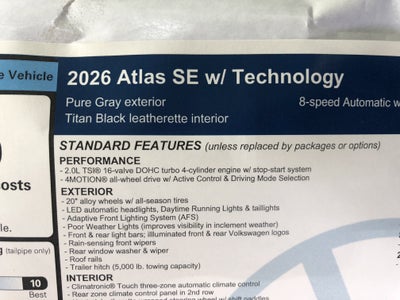 e Vehicle
2026 Atlas SE w/ Technology
Pure Gray exterior
8-speed Automatic w
Titan Black leatherette interior
STANDARD FEATURES (unless replaced by packages or options)
PERFORMANCE
- 2.0L TSI® 16-valve DOHC turbo 4-cylinder engine w/ stop-start system
- 4MOTION® all-wheel drive w/ Active Control & Driving Mode Selection
EXTERIOR
- 20" alloy wheels w/ all-season tires
- LED automatic headlights, Daytime Running Lights & taillights
- Adaptive Front Lighting System (AFS)
- Poor Weather Lights (improves visibility in inclement weather)
- Front & rear light bars; illuminated front & rear Volkswagen logos
- Rain-sensing front wipers
- Rear window washer & wiper
- Roof rails
- Trailer hitch (5,000 lb. towing capacity)
INTERIOR
- Climatronic® Touch three-zone automatic climate control
- Rear zone climate control panel in 2nd row
osts
le.
g (tailpipe only)
10
Best